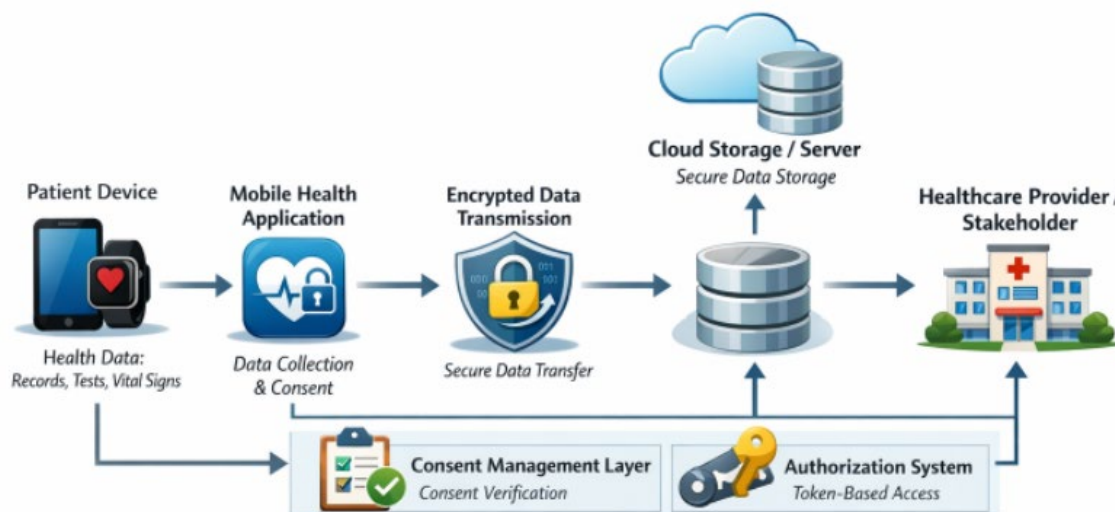 Cloud Storage / Server
Secure Data Storage
Patient Device
Mobile Health
Application
Encrypted Data
Transmission
Healthcare Provider /
Stakeholder
Health Data:
Records, Tests, Vital Signs
Data Collection
& Consent
Secure Data Transfer
Consent Management Layer
Consent Verification
Authorization System
Token-Based Access